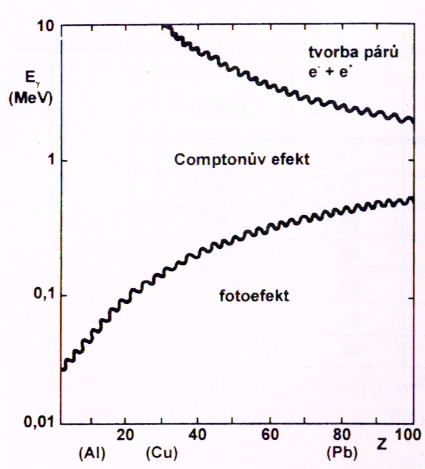 10
tvorba párů
e⁻ + e⁺
Eγ
(MeV)
1
Comptonův efekt
0,1
fotoefekt
0,01
20 40 60 80 100 Z
(Al) (Cu) (Pb)